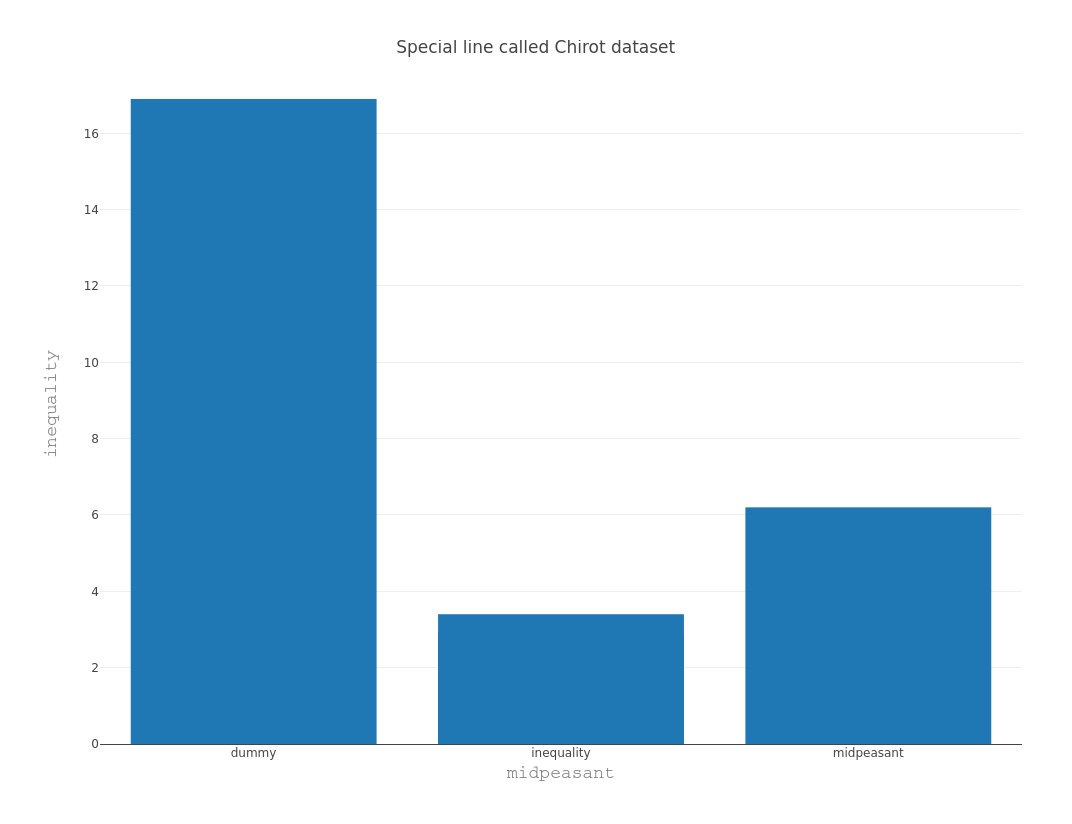 Special line called Chirot dataset
16
14
12
10
8
6
4
2
0
inequality
dummy
inequality
midpeasant
midpeasant